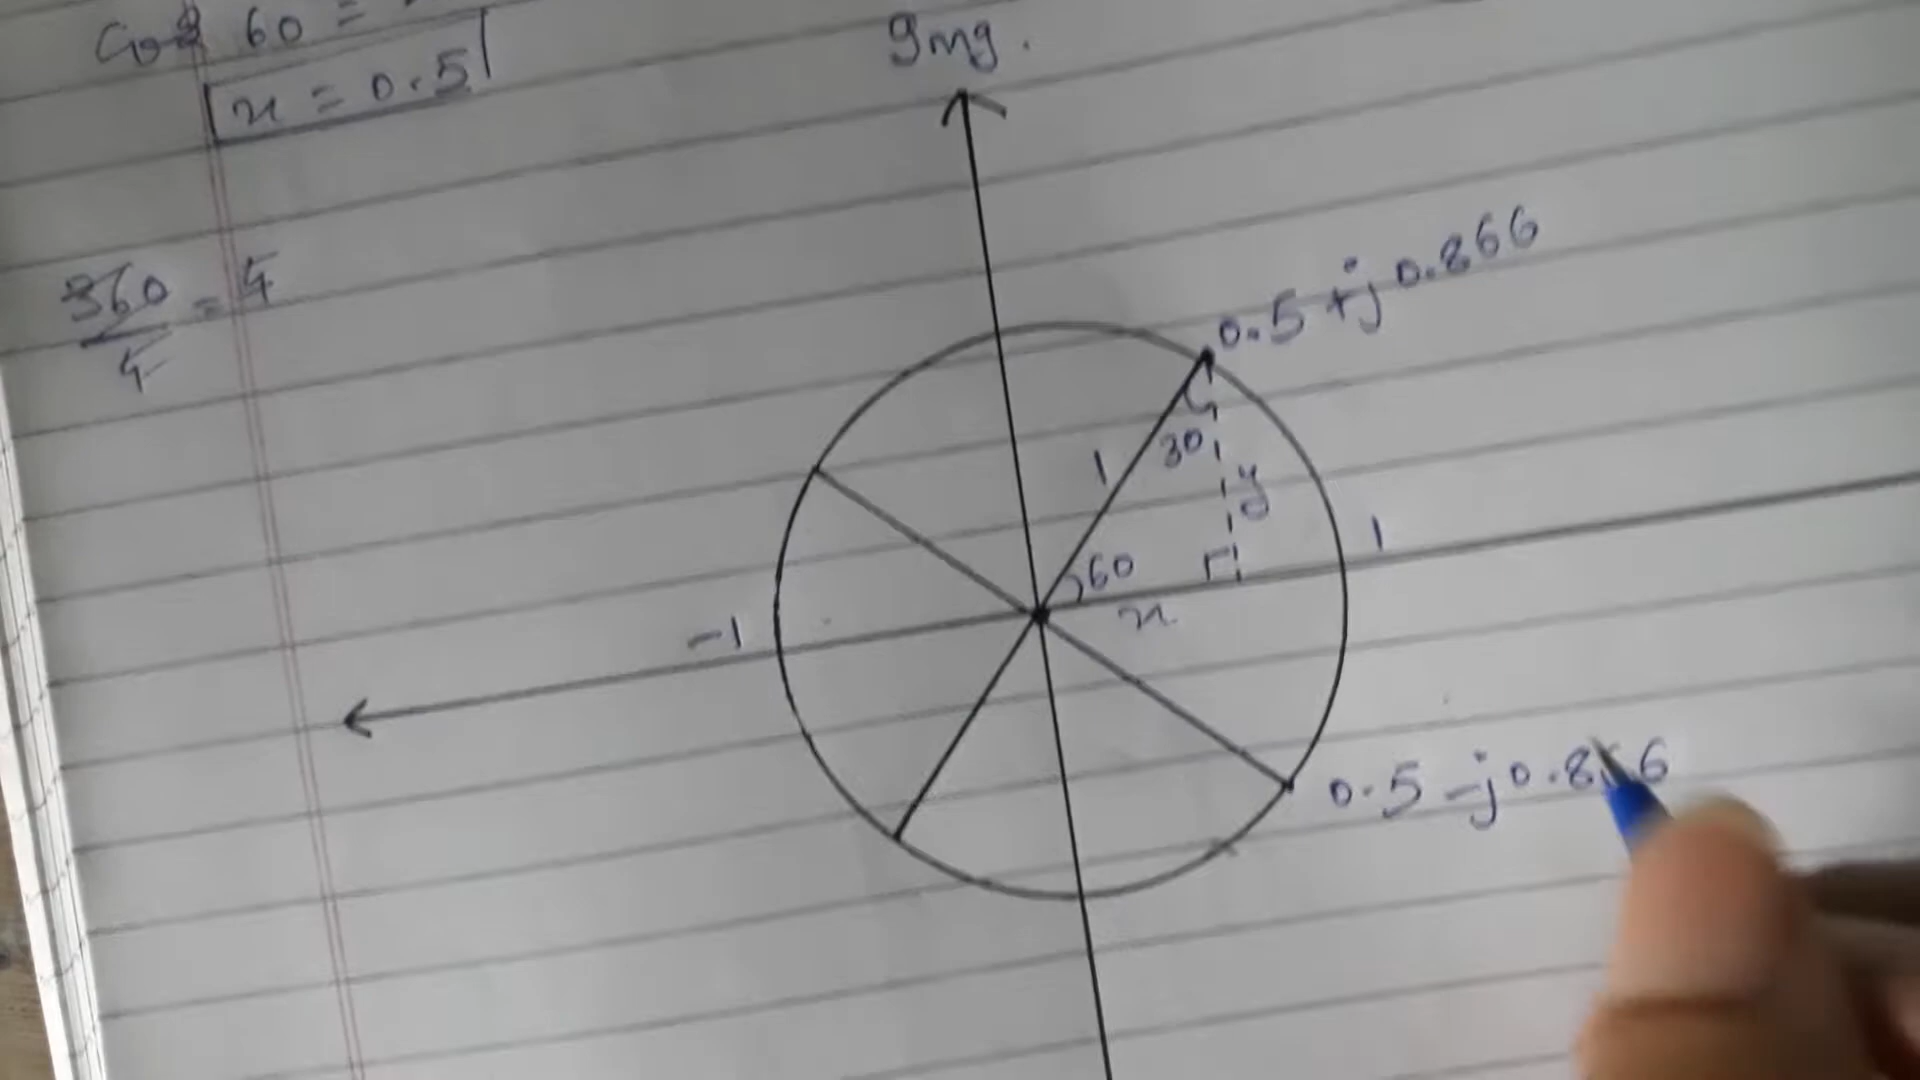 Cos 60 =
x = 0.5
Img.
360
= 4
4
0.5 + j 0.866
30
1
y
1
60
x
-1
0.5 - j 0.866